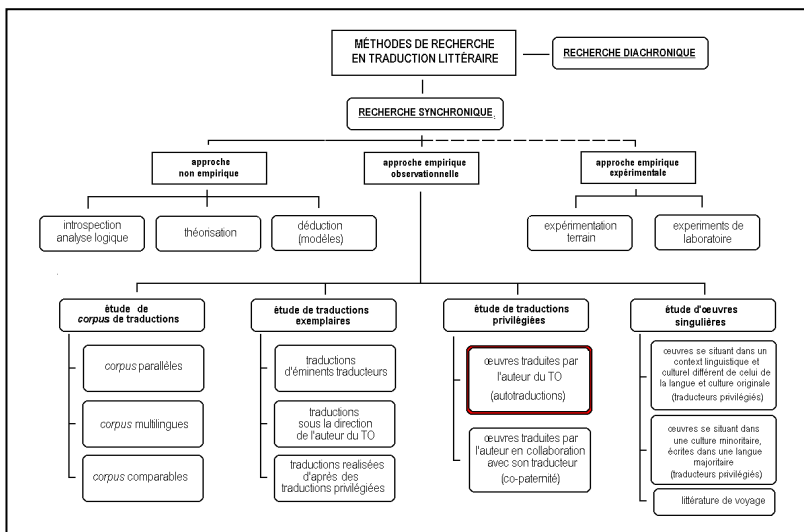 MÉTHODES DE RECHERCHE
EN TRADUCTION LITTÉRAIRE
RECHERCHE DIACHRONIQUE
RECHERCHE SYNCHRONIQUE
approche
non empirique
approche empirique
observationnelle
approche empirique
expérimentale
introspection
analyse logique
théorisation
déduction
(modèles)
expérimentation
terrain
experiments de
laboratoire
étude de
corpus de traductions
étude de traductions
exemplaires
étude de traductions
privilégiées
étude d'œuvres
singulières
corpus parallèles
traductions
d'éminents traducteurs
œuvres traduites par
l'auteur du TO
(autotraductions)
œuvres se situant dans un
context linguistique et
culturel différent de celui de
la langue et culture originale
(traducteurs privilégiés)
corpus multilingues
traductions
sous la direction
de l'auteur du TO
œuvres traduites par
l'auteur en collaboration
avec son traducteur
(co-paternité)
œuvres se situant dans
une culture minoritaire,
écrites dans une langue
majoritaire
(traducteurs privilégiés)
corpus comparables
traductions realisées
d'après des
traductions privilégiées
littérature de voyage